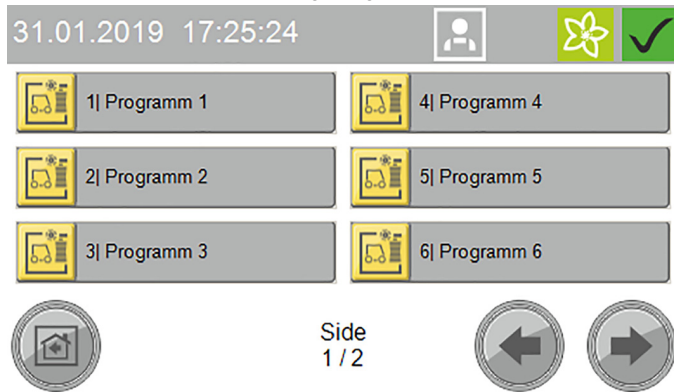 31.01.2019 17:25:24
1| Programm 1
2| Programm 2
3| Programm 3
4| Programm 4
5| Programm 5
6| Programm 6
Side
1 / 2